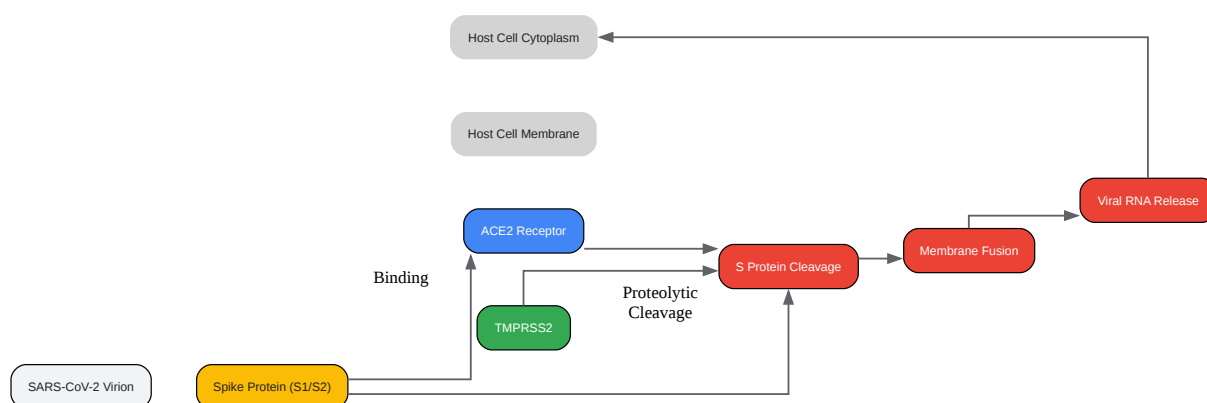 Host Cell Cytoplasm
Host Cell Membrane
Viral RNA Release
ACE2 Receptor
Membrane Fusion
S Protein Cleavage
Binding
Proteolytic
Cleavage
TMPRSS2
SARS-CoV-2 Virion
Spike Protein (S1/S2)